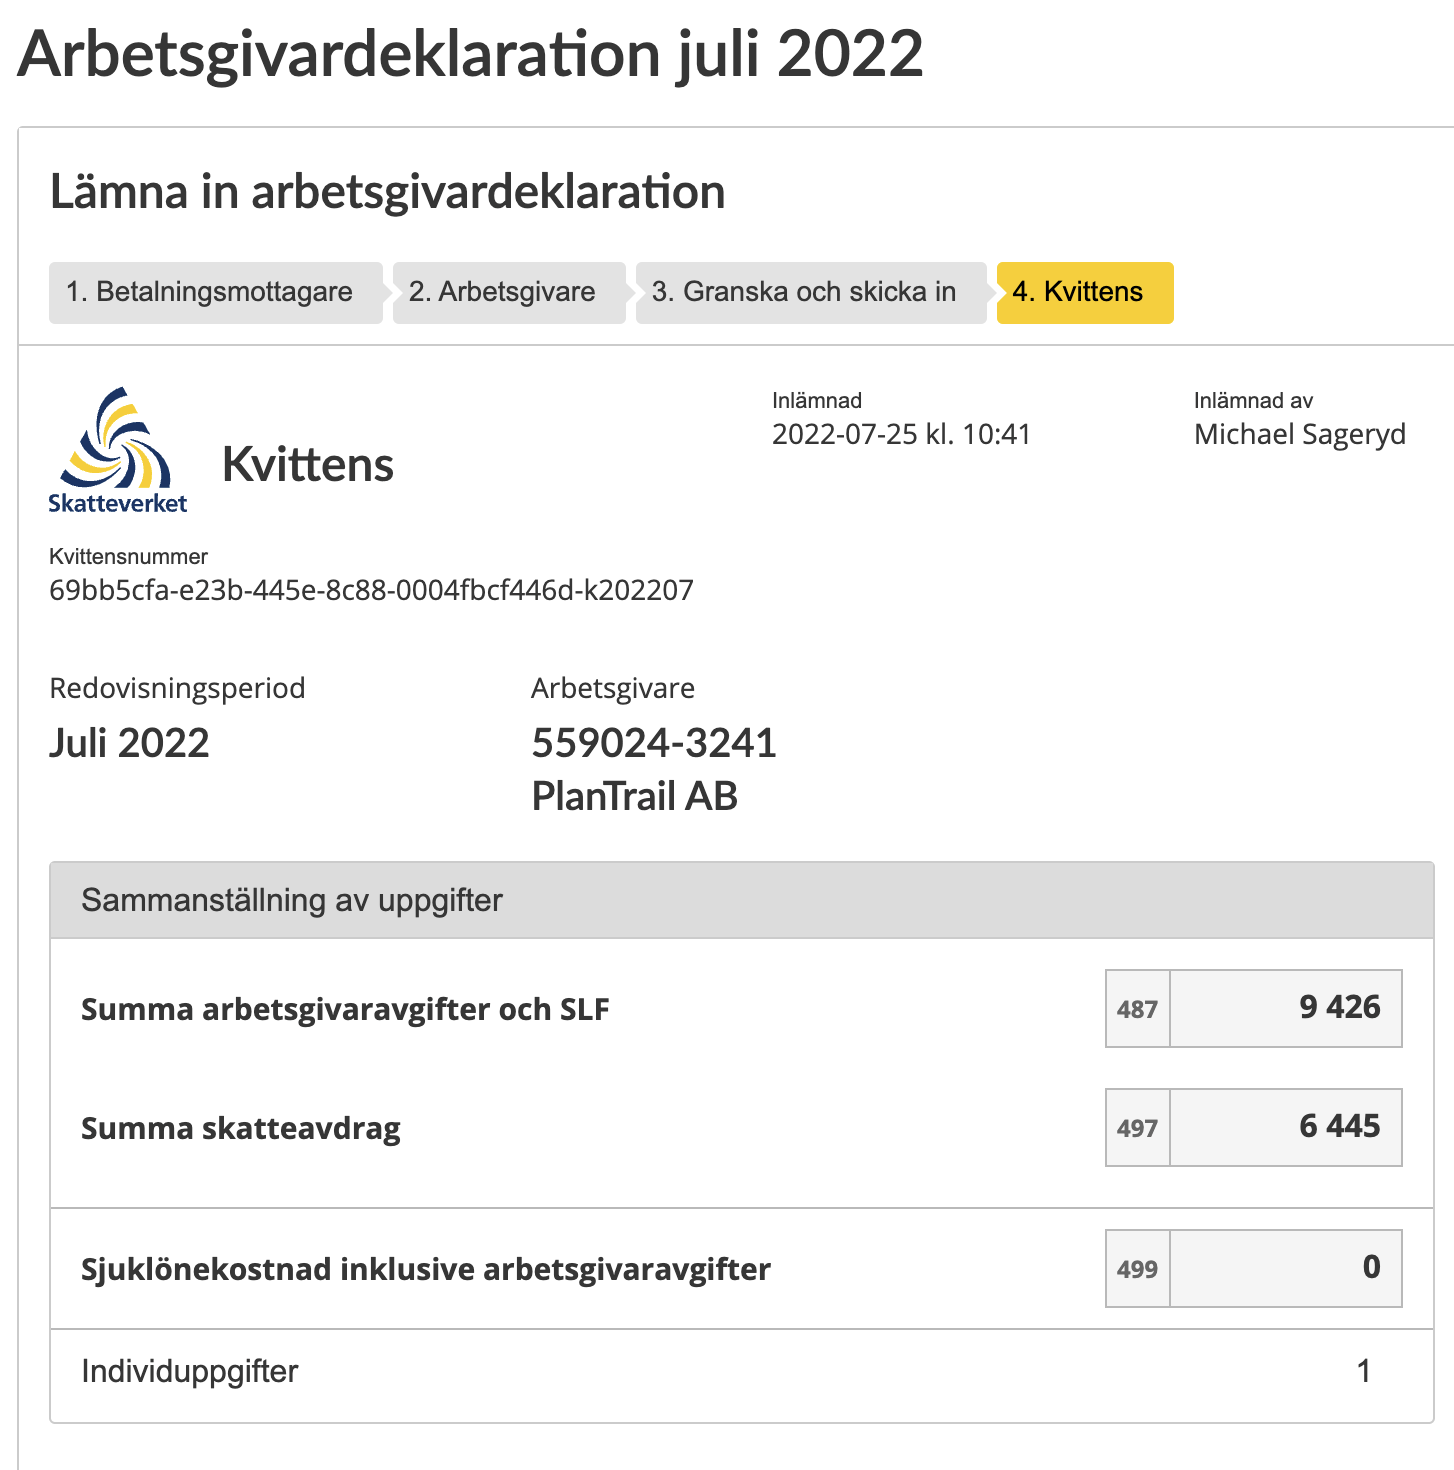 Arbetsgivardeklaration juli 2022
Lämna in arbetsgivardeklaration
1. Betalningsmottagare
2. Arbetsgivare
3. Granska och skicka in
4. Kvittens
Skatteverket
Kvittens
Inlämnad
2022-07-25 kl. 10:41
Inlämnad av
Michael Sageryd
Kvittensnummer
69bb5cfa-e23b-445e-8c88-0004fbcf446d-k202207
Redovisningsperiod
Juli 2022
Arbetsgivare
559024-3241
PlanTrail AB
Sammanställning av uppgifter
Summa arbetsgivaravgifter och SLF 487 9 426
Summa skatteavdrag 497 6 445
Sjuklönekostnad inklusive arbetsgivaravgifter 499 0
Individuppgifter 1